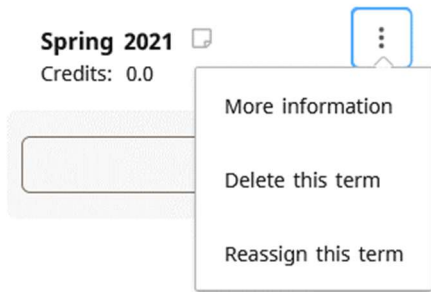 Spring 2021
Credits: 0.0
More information
Delete this term
Reassign this term